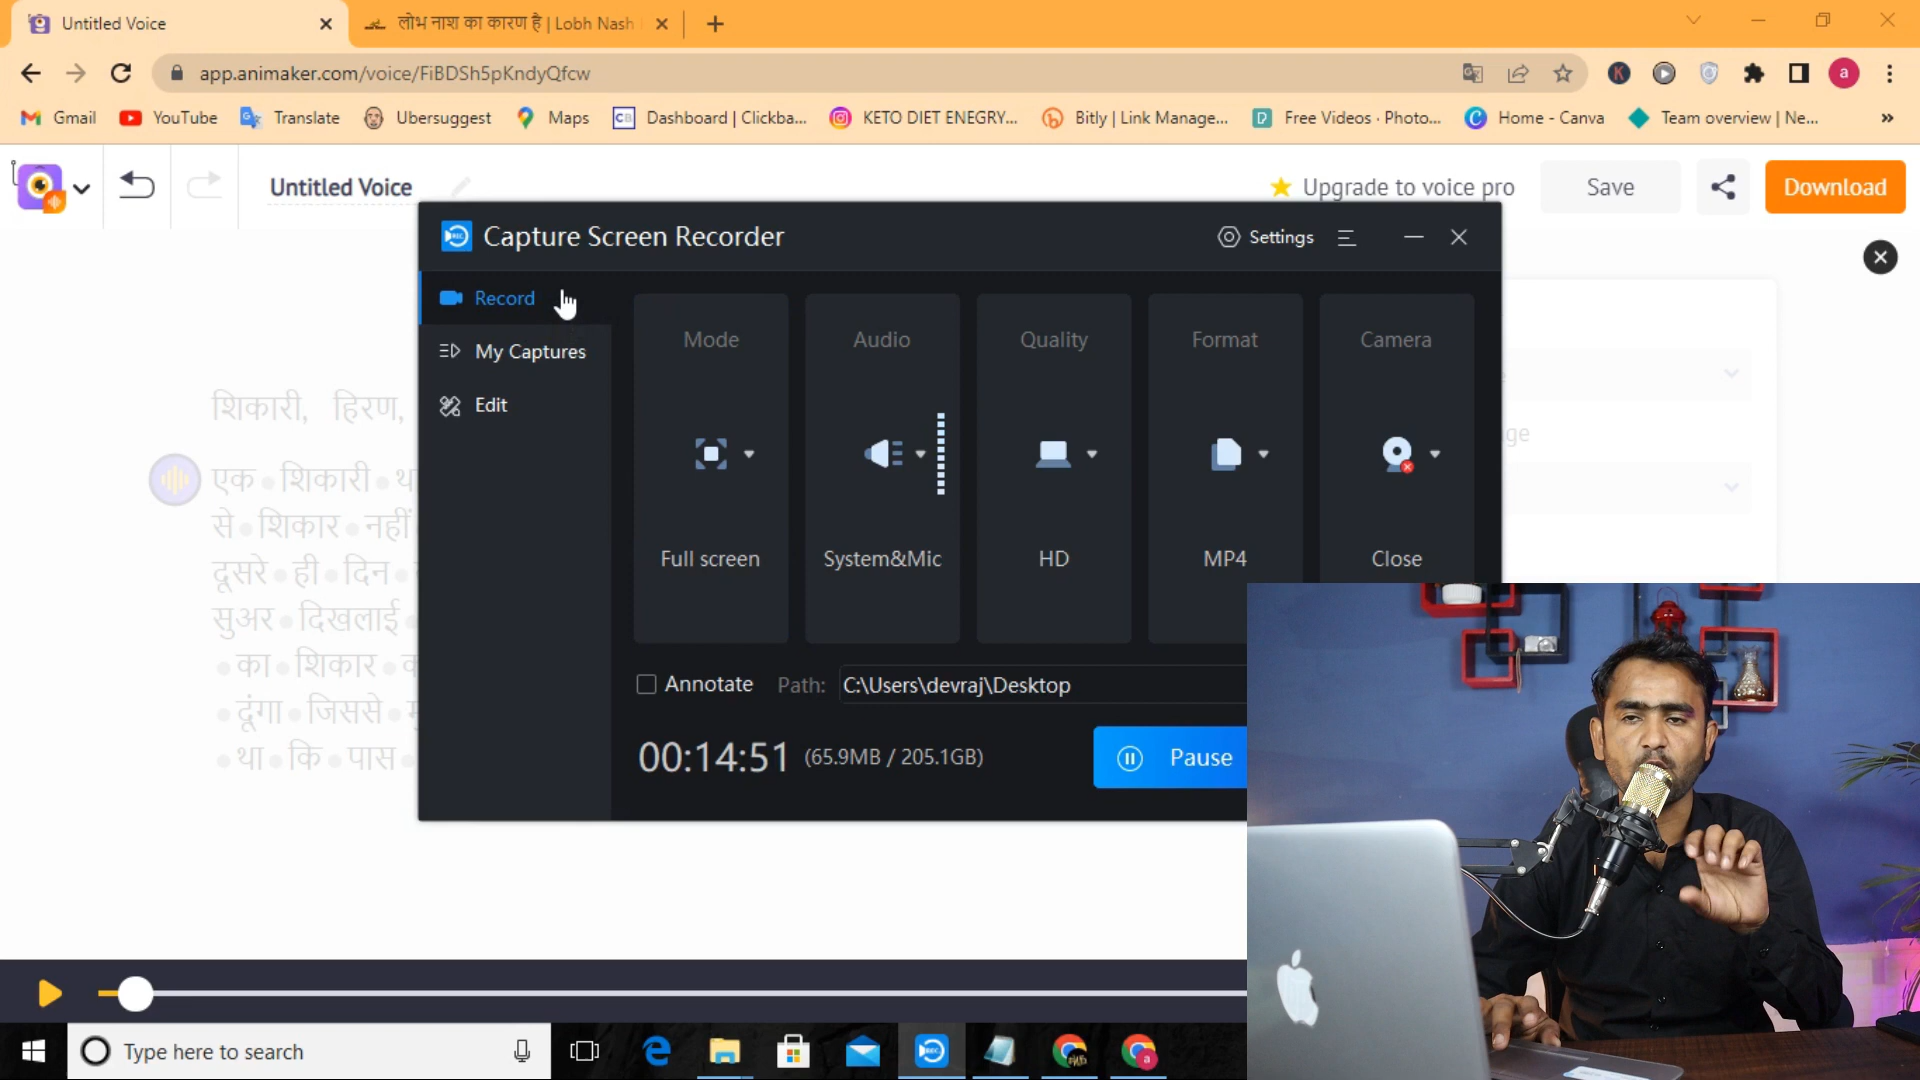 Untitled Voice
लोभ नाश का कारण है | Lobh Nash
app.animaker.com/voice/FiBDSh5pKndyQfcw
K
a
Gmail
YouTube
Translate
Ubersuggest
Maps
CB
Dashboard | Clickba...
KETO DIET ENEGRY...
Bitly | Link Manage...
Free Videos · Photo...
Home - Canva
Team overview | Ne...
Untitled Voice
Upgrade to voice pro
Save
Download
REC
Capture Screen Recorder
Settings
Record
My Captures
Edit
Mode
Audio
Quality
Format
Camera
Full screen
System&Mic
HD
MP4
Close
Annotate
Path:
C:\Users\devraj\Desktop
00:14:51
(65.9MB / 205.1GB)
Pause
शिकारी, हिरण,
एक शिकारी
से शिकार नहीं
दूसरे ही दिन
सुअर दिखलाई
का शिकार
दूंगा जिससे
था कि पास
Type here to search
REC
a